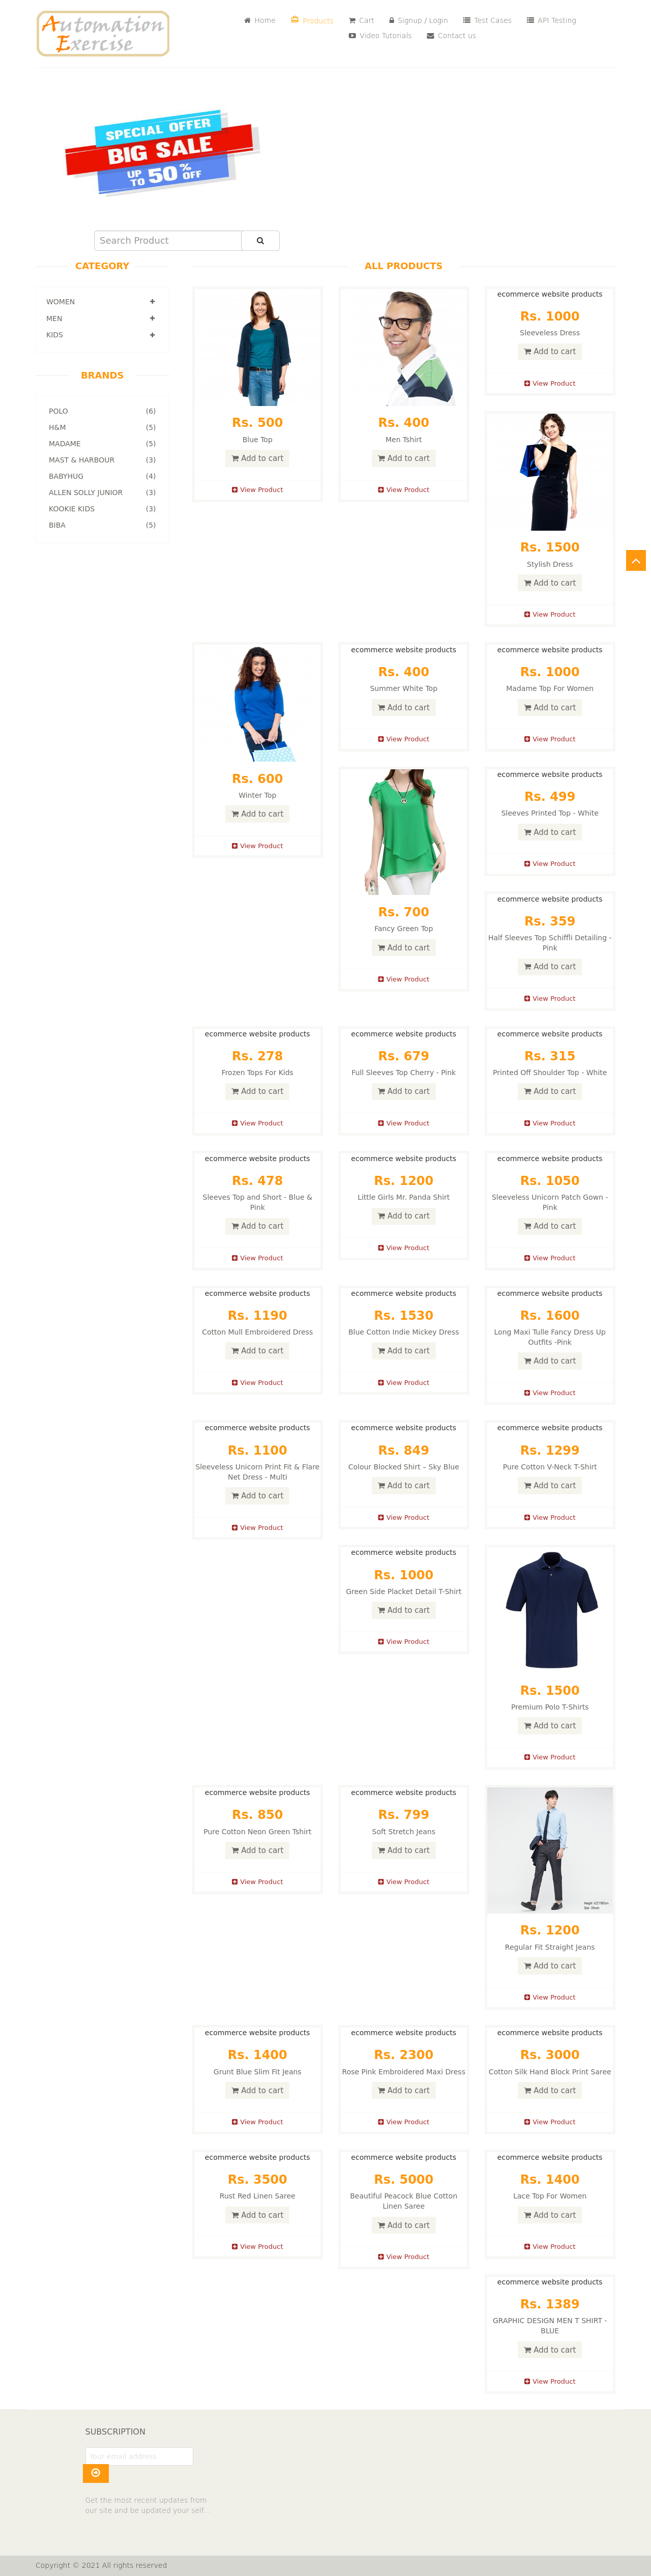 Automation
Exercise
Home
Products
Cart
Signup / Login
Test Cases
API Testing
Video Tutorials
Contact us
SPECIAL OFFER
BIG SALE
UP TO 50% OFF
Search Product
CATEGORY
WOMEN
MEN
KIDS
BRANDS
POLO (6)
H&M (5)
MADAME (5)
MAST & HARBOUR (3)
BABYHUG (4)
ALLEN SOLLY JUNIOR (3)
KOOKIE KIDS (3)
BIBA (5)
ALL PRODUCTS
Rs. 500
Blue Top
Add to cart
View Product
Rs. 400
Men Tshirt
Add to cart
View Product
ecommerce website products
Rs. 1000
Sleeveless Dress
Add to cart
View Product
Rs. 1500
Stylish Dress
Add to cart
View Product
Rs. 600
Winter Top
Add to cart
View Product
ecommerce website products
Rs. 400
Summer White Top
Add to cart
View Product
ecommerce website products
Rs. 1000
Madame Top For Women
Add to cart
View Product
Rs. 700
Fancy Green Top
Add to cart
View Product
ecommerce website products
Rs. 499
Sleeves Printed Top - White
Add to cart
View Product
ecommerce website products
Rs. 359
Half Sleeves Top Schiffli Detailing -
Pink
Add to cart
View Product
ecommerce website products
Rs. 278
Frozen Tops For Kids
Add to cart
View Product
ecommerce website products
Rs. 679
Full Sleeves Top Cherry - Pink
Add to cart
View Product
ecommerce website products
Rs. 315
Printed Off Shoulder Top - White
Add to cart
View Product
ecommerce website products
Rs. 478
Sleeves Top and Short - Blue &
Pink
Add to cart
View Product
ecommerce website products
Rs. 1200
Little Girls Mr. Panda Shirt
Add to cart
View Product
ecommerce website products
Rs. 1050
Sleeveless Unicorn Patch Gown -
Pink
Add to cart
View Product
ecommerce website products
Rs. 1190
Cotton Mull Embroidered Dress
Add to cart
View Product
ecommerce website products
Rs. 1530
Blue Cotton Indie Mickey Dress
Add to cart
View Product
ecommerce website products
Rs. 1600
Long Maxi Tulle Fancy Dress Up
Outfits -Pink
Add to cart
View Product
ecommerce website products
Rs. 1100
Sleeveless Unicorn Print Fit & Flare
Net Dress - Multi
Add to cart
View Product
ecommerce website products
Rs. 849
Colour Blocked Shirt – Sky Blue
Add to cart
View Product
ecommerce website products
Rs. 1299
Pure Cotton V-Neck T-Shirt
Add to cart
View Product
ecommerce website products
Rs. 1000
Green Side Placket Detail T-Shirt
Add to cart
View Product
Rs. 1500
Premium Polo T-Shirts
Add to cart
View Product
ecommerce website products
Rs. 850
Pure Cotton Neon Green Tshirt
Add to cart
View Product
ecommerce website products
Rs. 799
Soft Stretch Jeans
Add to cart
View Product
Rs. 1200
Regular Fit Straight Jeans
Add to cart
View Product
ecommerce website products
Rs. 1400
Grunt Blue Slim Fit Jeans
Add to cart
View Product
ecommerce website products
Rs. 2300
Rose Pink Embroidered Maxi Dress
Add to cart
View Product
ecommerce website products
Rs. 3000
Cotton Silk Hand Block Print Saree
Add to cart
View Product
ecommerce website products
Rs. 3500
Rust Red Linen Saree
Add to cart
View Product
ecommerce website products
Rs. 5000
Beautiful Peacock Blue Cotton
Linen Saree
Add to cart
View Product
ecommerce website products
Rs. 1400
Lace Top For Women
Add to cart
View Product
ecommerce website products
Rs. 1389
GRAPHIC DESIGN MEN T SHIRT -
BLUE
Add to cart
View Product
SUBSCRIPTION
Your email address
Get the most recent updates from
our site and be updated your self...
Copyright © 2021 All rights reserved